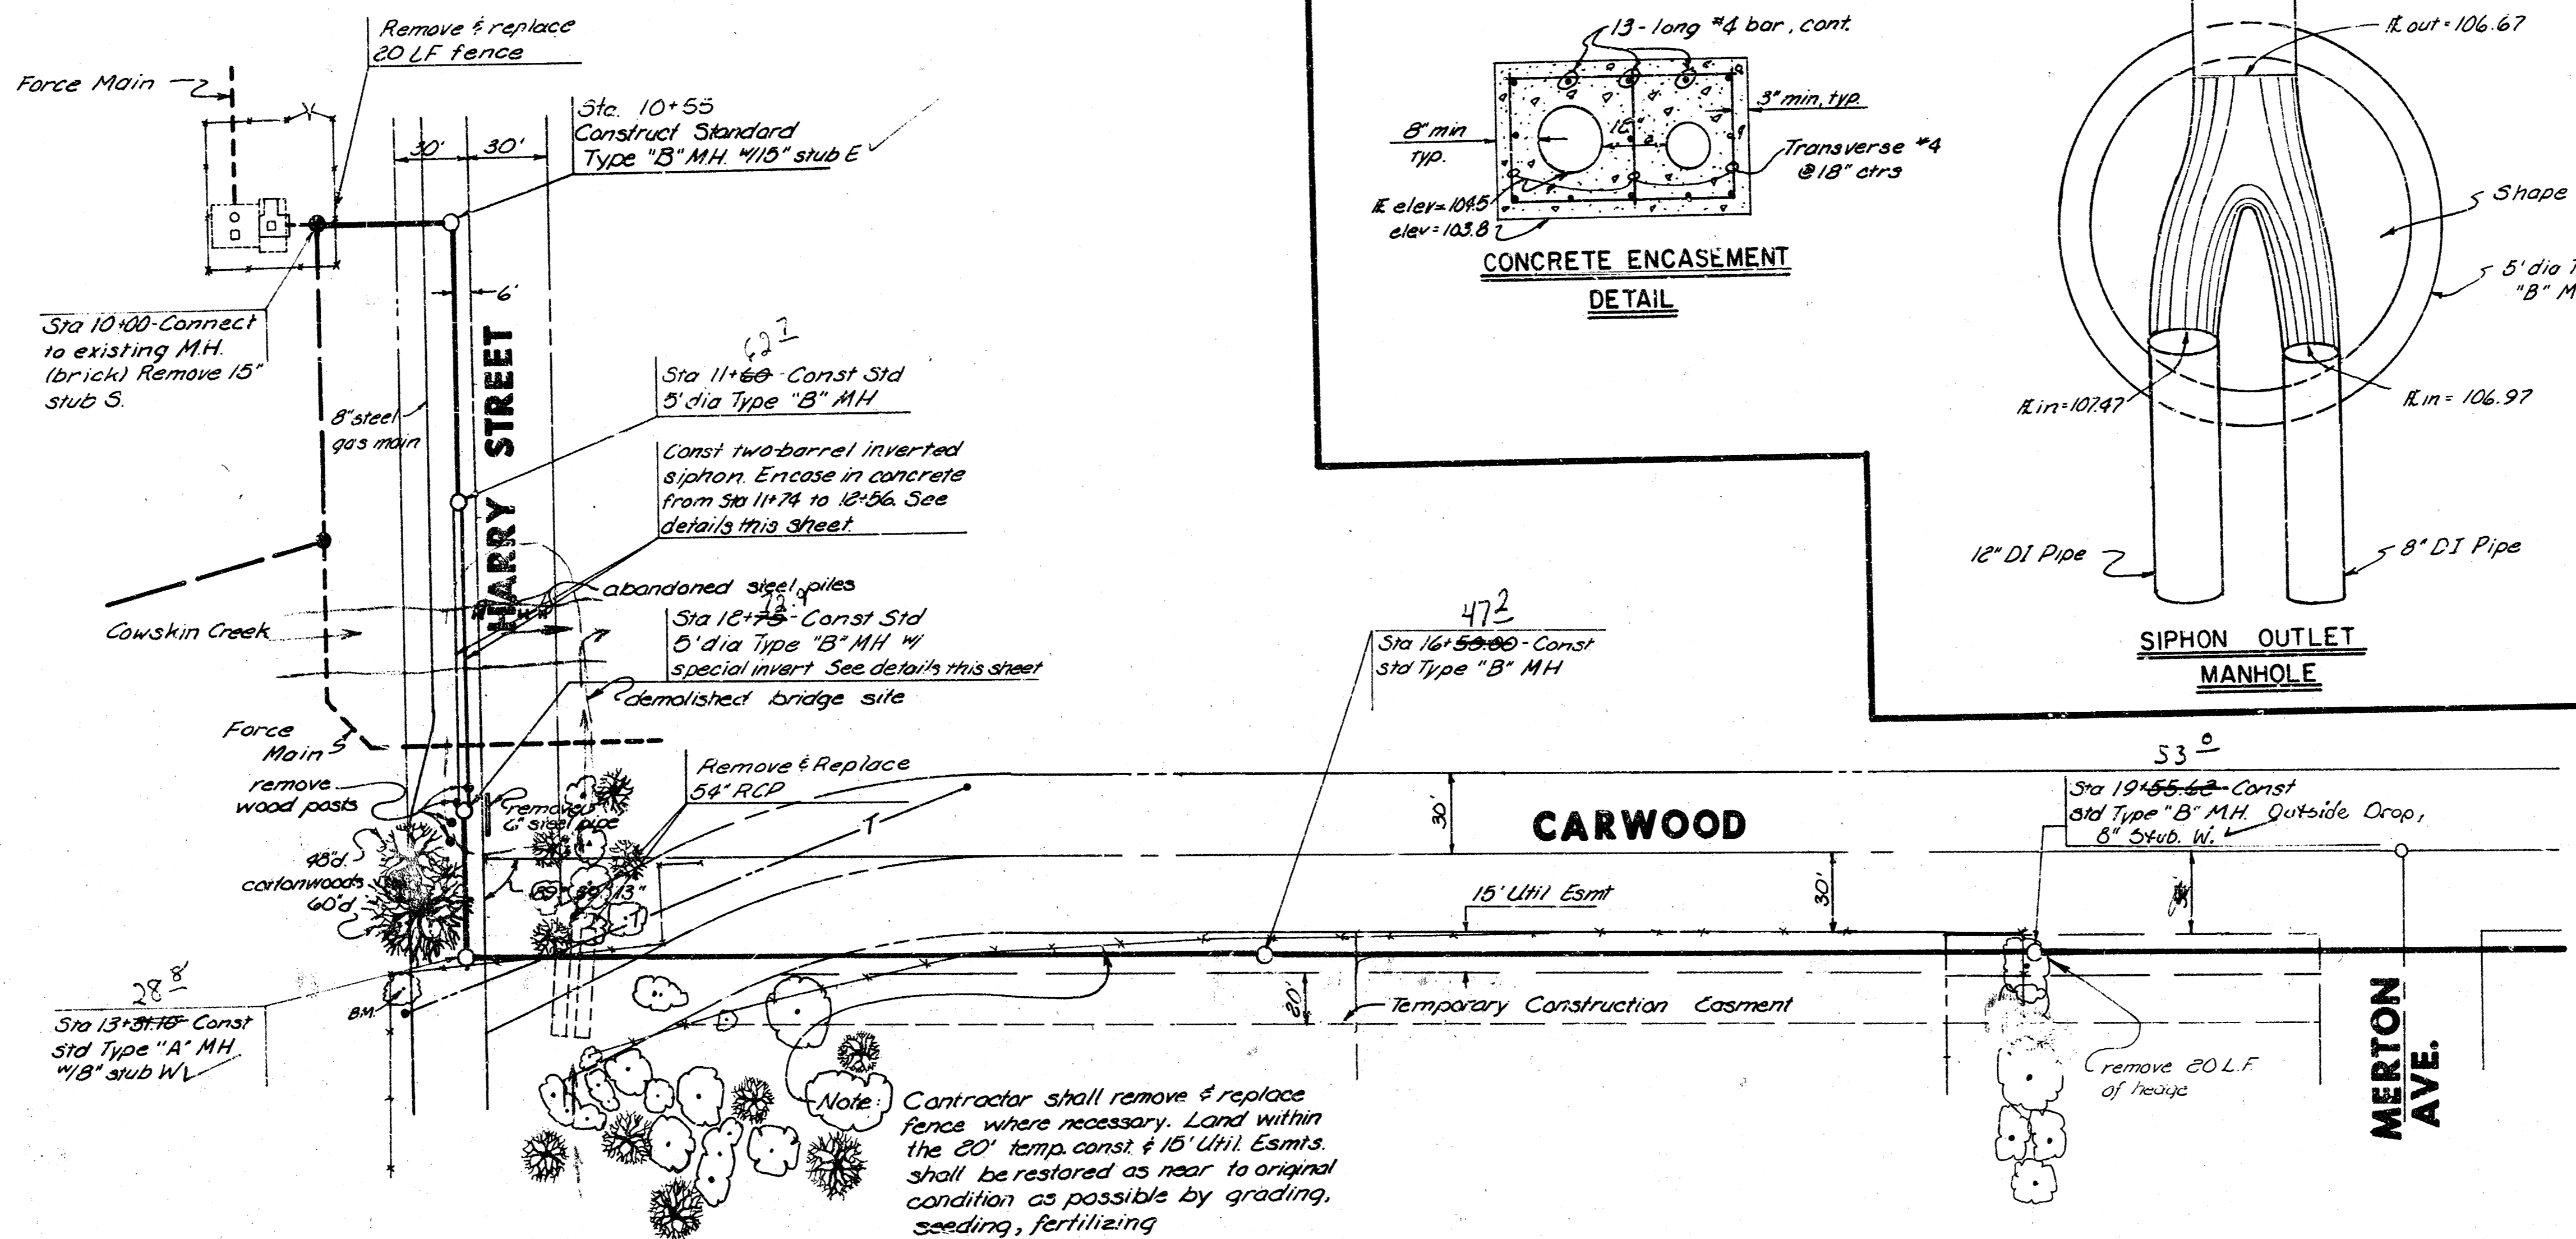 Remove & replace
20 LF fence
Force Main
Sta. 10+55
Construct Standard
Type "B" M.H. w/15" stub E
30'
30'
6'
Sta 10+00-Connect
to existing M.H.
(brick) Remove 15"
stub S.
8" steel
gas main
HARRY STREET
Sta 11+60-Const Std
5' dia Type "B" MH
Const two-barrel inverted
siphon. Encase in concrete
from Sta 11+74 to 12+56. See
details this sheet.
abandoned steel piles
Cowskin Creek
Sta 12+75-Const Std
5' dia Type "B" MH w/
special invert See details this sheet
demolished bridge site
Force
Main
remove
wood posts
remove
6" steel pipe
Remove & Replace
54" RCP
48"d.
cottonwoods
60"d.
13"
B.M.
28 8
Sta 13+31.10-Const
std Type "A" MH
w/8" stub W
T
47 2
Sta 16+50.00-Const
std Type "B" MH
CARWOOD
30'
30'
15' Util Esmt
20'
Temporary Construction Easment
53 0
Sta 19+55.62-Const
std Type "B" M.H. Outside Drop,
8" Stub. W.
remove 20 L.F.
of hedge
MERTON
AVE.
Note: Contractor shall remove & replace
fence where necessary. Land within
the 20' temp. const. & 15' Util. Esmts.
shall be restored as near to original
condition as possible by grading,
seeding, fertilizing
13-long #4 bar, cont.
3" min, typ.
8" min
typ.
18"
Transverse #4
@ 18" ctrs
elev=103.8
CONCRETE ENCASEMENT
DETAIL
out=106.67
Shape
5' dia
"B"
in=107.47
in=106.97
12" DI Pipe
8" DI Pipe
SIPHON OUTLET
MANHOLE